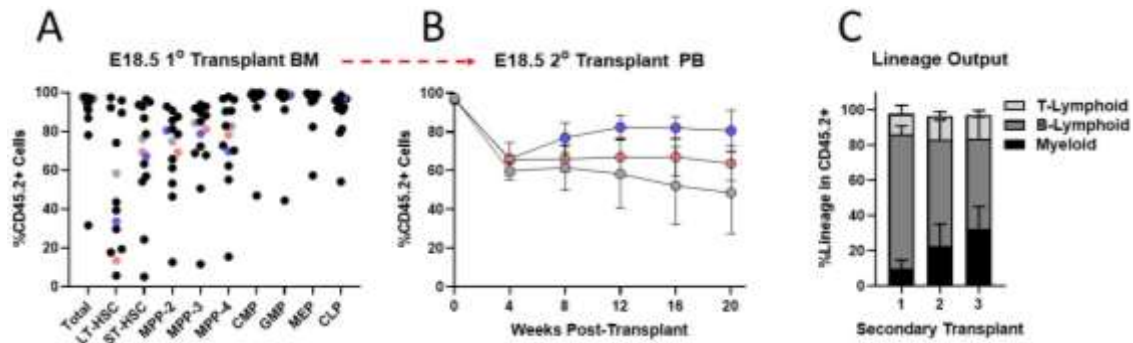 A
E18.5 1° Transplant BM
%CD45.2+ Cells
100
80
60
40
20
0
Total
LT-HSC
ST-HSC
MPP-2
MPP-3
MPP-4
CMP
GMP
MEP
CLP
B
E18.5 2° Transplant PB
%CD45.2+ Cells
100
80
60
40
20
0
0 4 8 12 16 20
Weeks Post-Transplant
C
Lineage Output
%Lineage in CD45.2+
100
80
60
40
20
0
1 2 3
Secondary Transplant
T-Lymphoid
B-Lymphoid
Myeloid